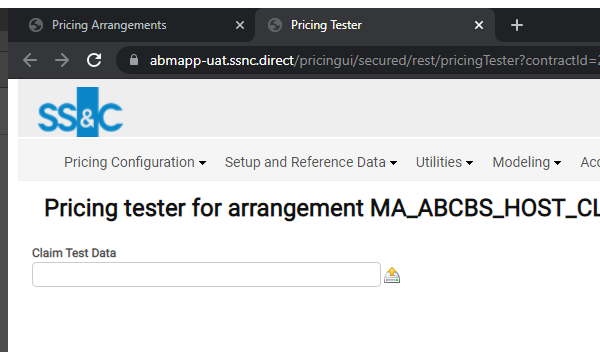 Pricing Arrangements
Pricing Tester
abmapp-uat.ssnc.direct/pricingui/secured/rest/pricingTester?contractId=
SS&C
Pricing Configuration
Setup and Reference Data
Utilities
Modeling
Acc
Pricing tester for arrangement MA_ABCBS_HOST_CL
Claim Test Data